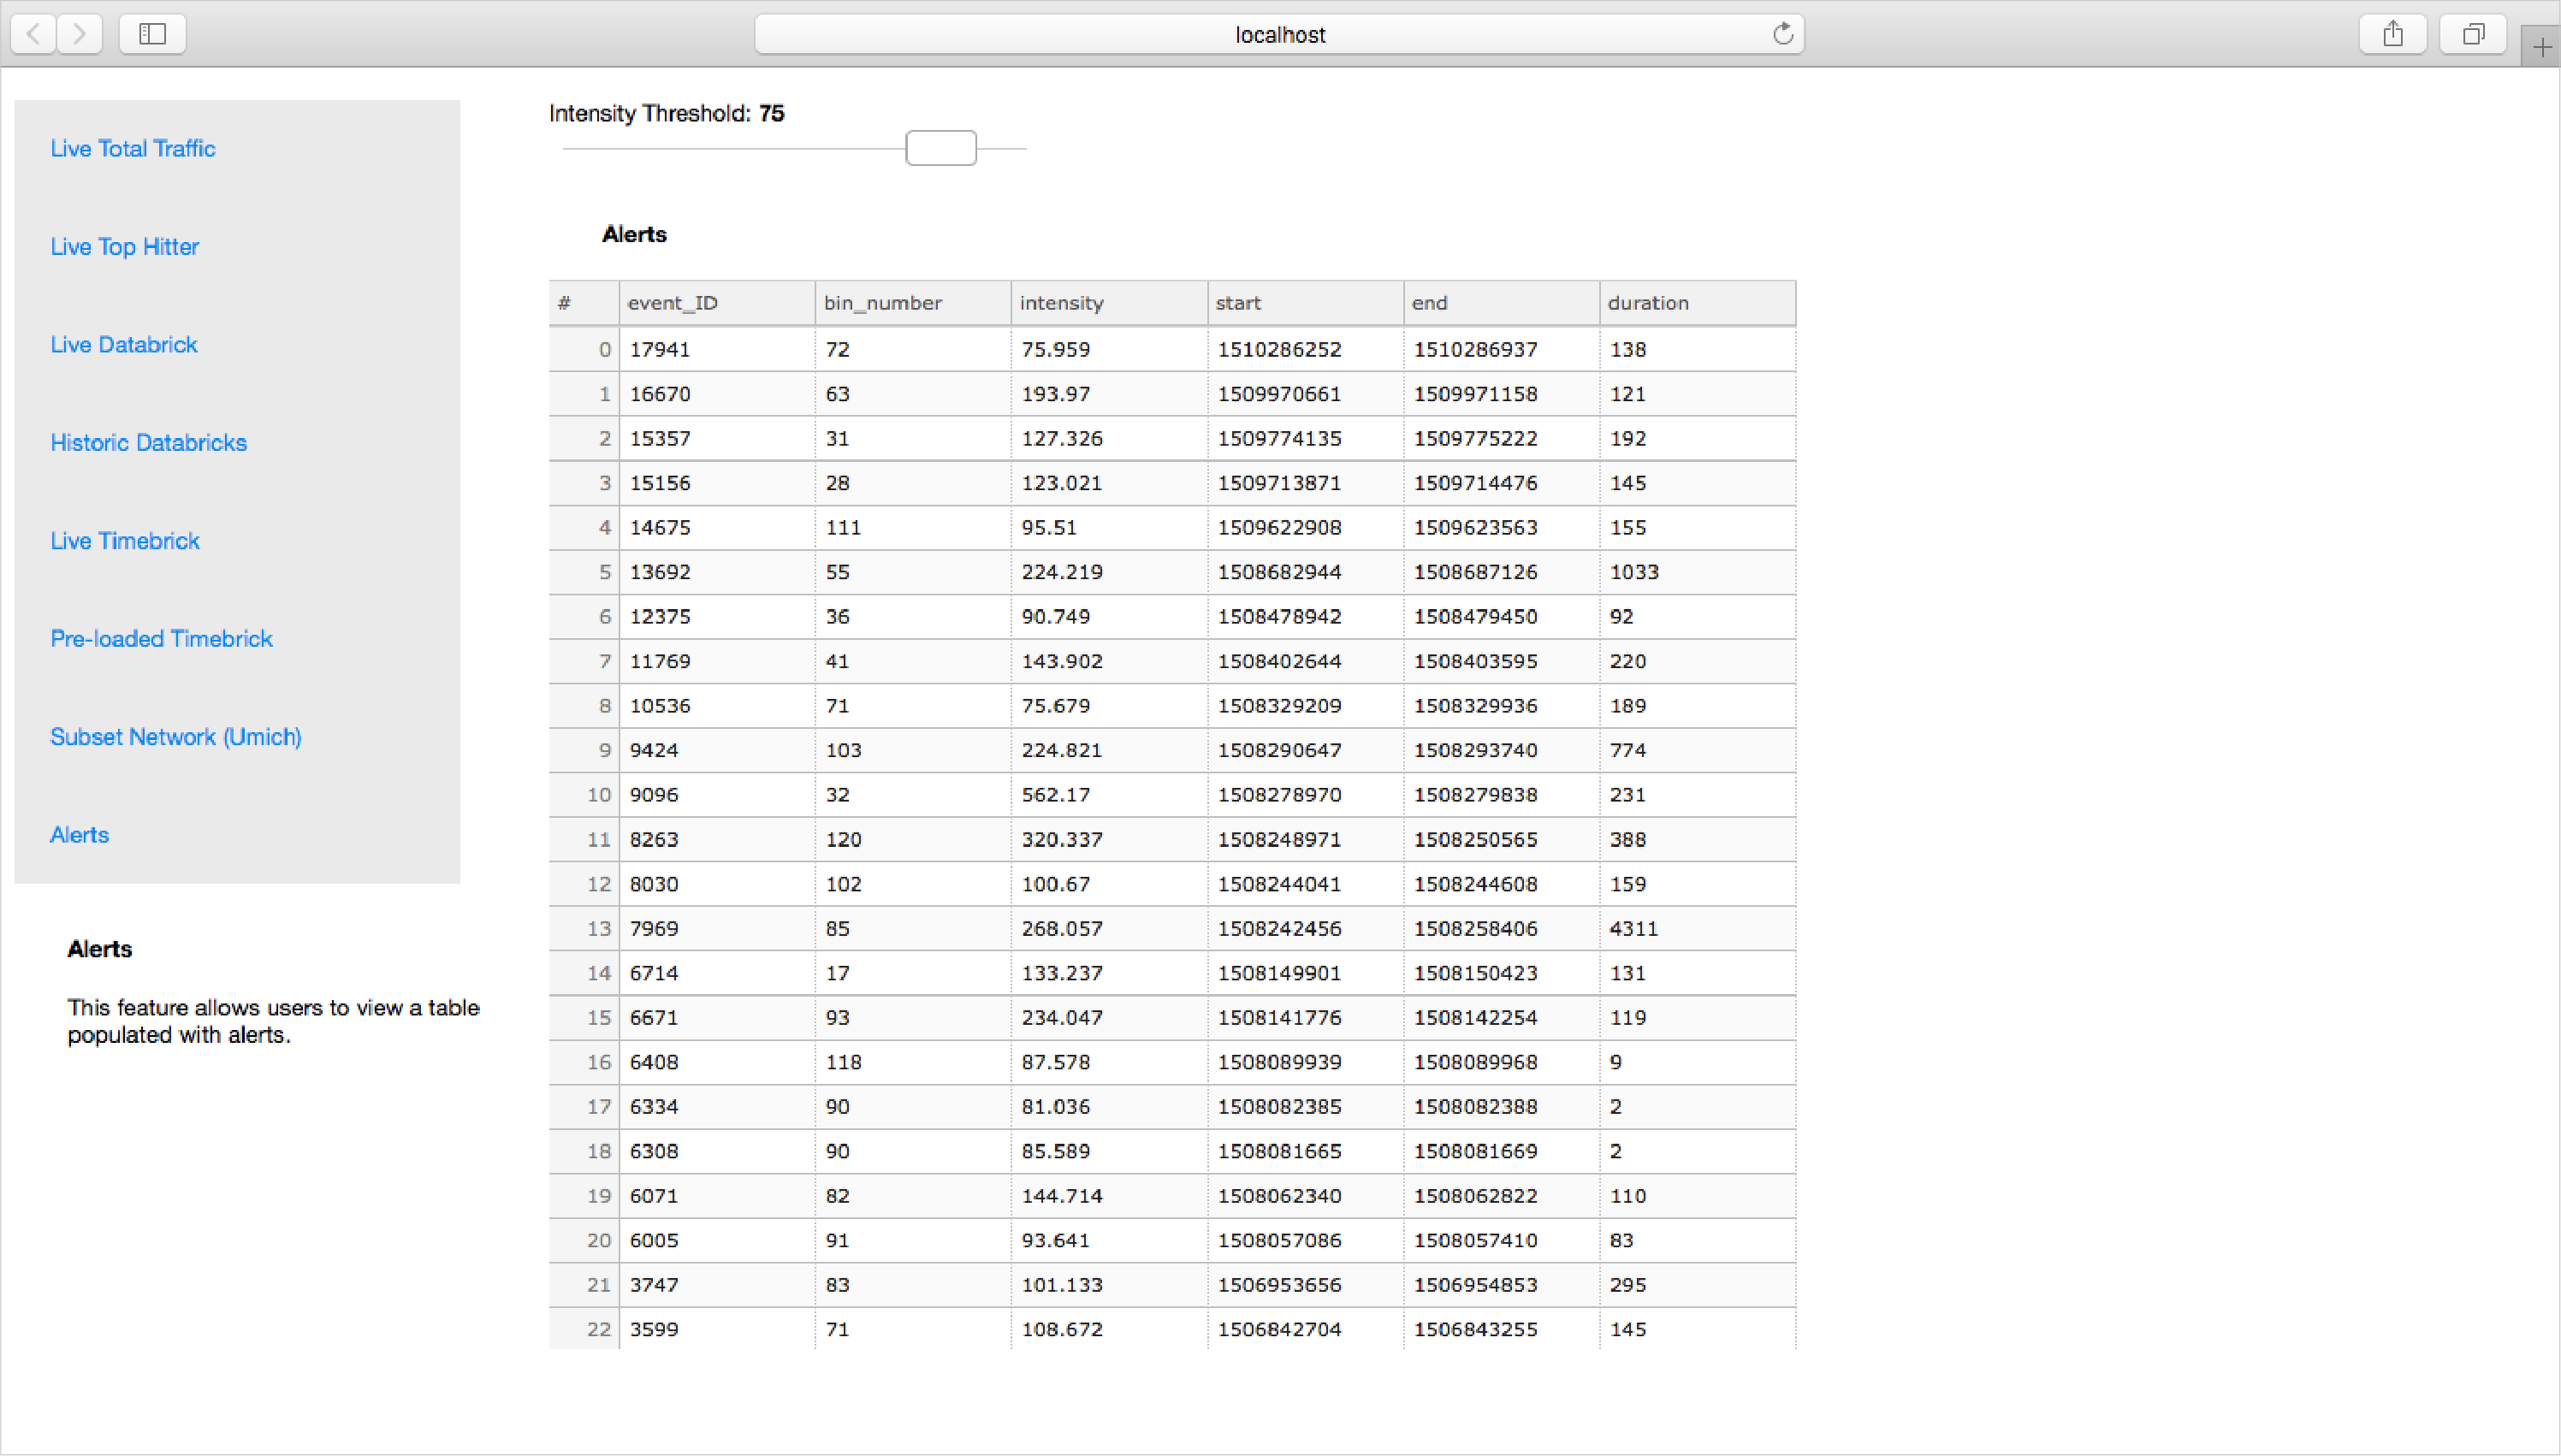 localhost
Live Total Traffic
Live Top Hitter
Live Databrick
Historic Databricks
Live Timebrick
Pre-loaded Timebrick
Subset Network (Umich)
Alerts
Alerts
This feature allows users to view a table
populated with alerts.
Intensity Threshold: 75
Alerts
# event_ID bin_number intensity start end duration
0 17941 72 75.959 1510286252 1510286937 138
1 16670 63 193.97 1509970661 1509971158 121
2 15357 31 127.326 1509774135 1509775222 192
3 15156 28 123.021 1509713871 1509714476 145
4 14675 111 95.51 1509622908 1509623563 155
5 13692 55 224.219 1508682944 1508687126 1033
6 12375 36 90.749 1508478942 1508479450 92
7 11769 41 143.902 1508402644 1508403595 220
8 10536 71 75.679 1508329209 1508329936 189
9 9424 103 224.821 1508290647 1508293740 774
10 9096 32 562.17 1508278970 1508279838 231
11 8263 120 320.337 1508248971 1508250565 388
12 8030 102 100.67 1508244041 1508244608 159
13 7969 85 268.057 1508242456 1508258406 4311
14 6714 17 133.237 1508149901 1508150423 131
15 6671 93 234.047 1508141776 1508142254 119
16 6408 118 87.578 1508089939 1508089968 9
17 6334 90 81.036 1508082385 1508082388 2
18 6308 90 85.589 1508081665 1508081669 2
19 6071 82 144.714 1508062340 1508062822 110
20 6005 91 93.641 1508057086 1508057410 83
21 3747 83 101.133 1506953656 1506954853 295
22 3599 71 108.672 1506842704 1506843255 145